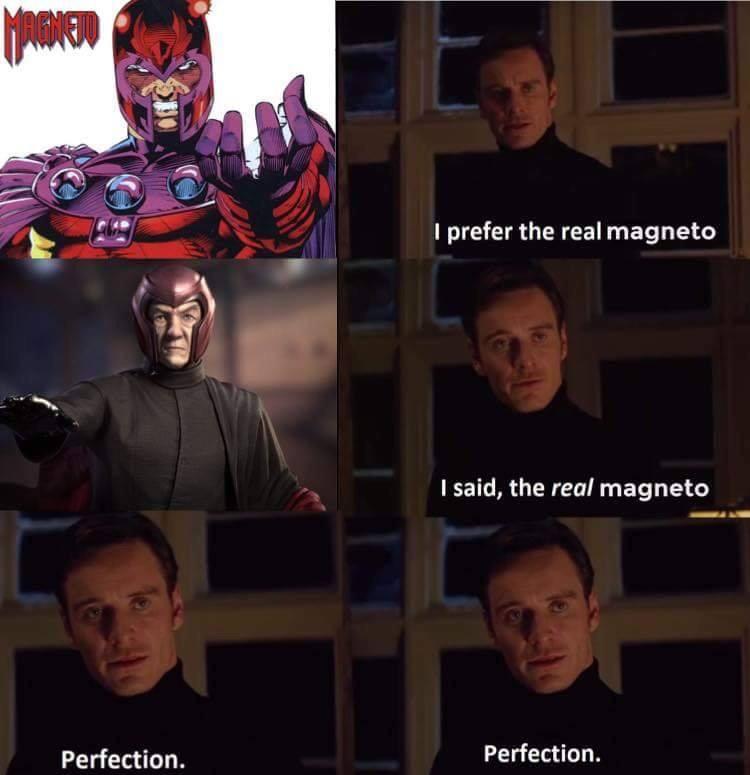 MAGNETO
I prefer the real magneto
I said, the real magneto
Perfection.
Perfection.